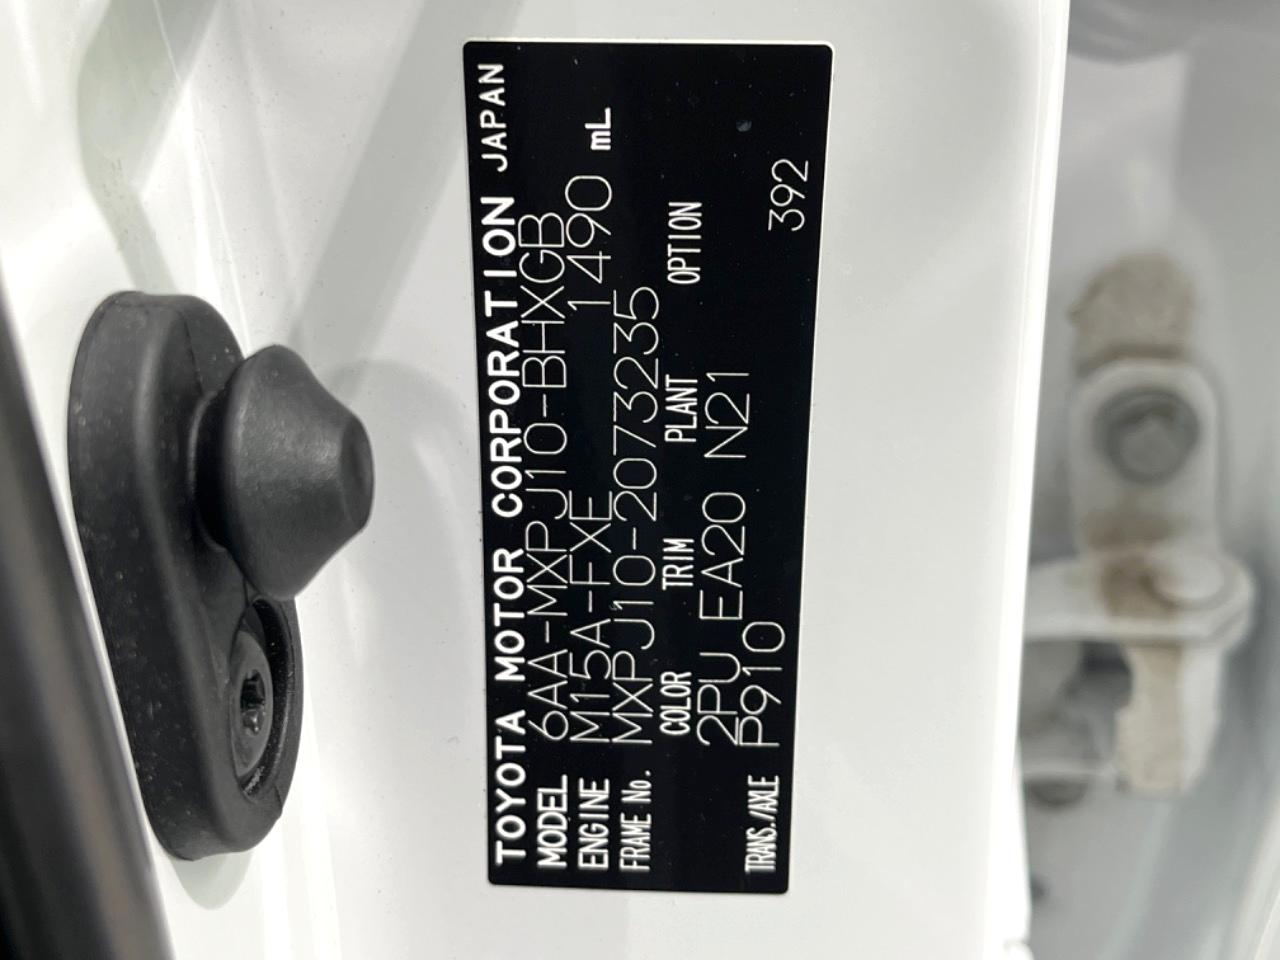 TOYOTA MOTOR CORPORATION JAPAN
MODEL 6AA-MXPJ10-BHXGB
ENGINE M15A-FXE 1490 mL
FRAME No. MXPJ10-2073235
COLOR TRIM PLANT OPTION
2PU EA20 N21
TRANS./AXLE P910 392